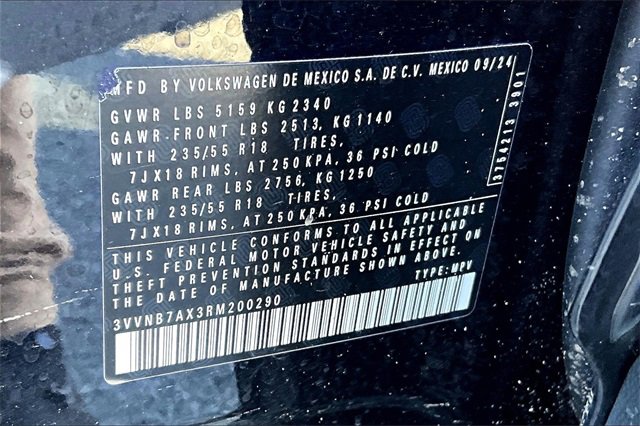 MFD BY VOLKSWAGEN DE MEXICO S.A. DE C.V. MEXICO 09/24
GVWR LBS 5159 KG 2340
GAWR:FRONT LBS 2513, KG 1140
WITH 235/55 R18 TIRES,
7JX18 RIMS, AT 250 KPA, 36 PSI COLD
GAWR REAR LBS 2756, KG 1250
WITH 235/55 R18 TIRES,
7JX18 RIMS, AT 250 KPA, 36 PSI COLD
THIS VEHICLE CONFORMS TO ALL APPLICABLE
U.S. FEDERAL MOTOR VEHICLE SAFETY AND
THEFT PREVENTION STANDARDS IN EFFECT ON
THE DATE OF MANUFACTURE SHOWN ABOVE.
3VVNB7AX3RM200290 TYPE: MPV
3754213 3901